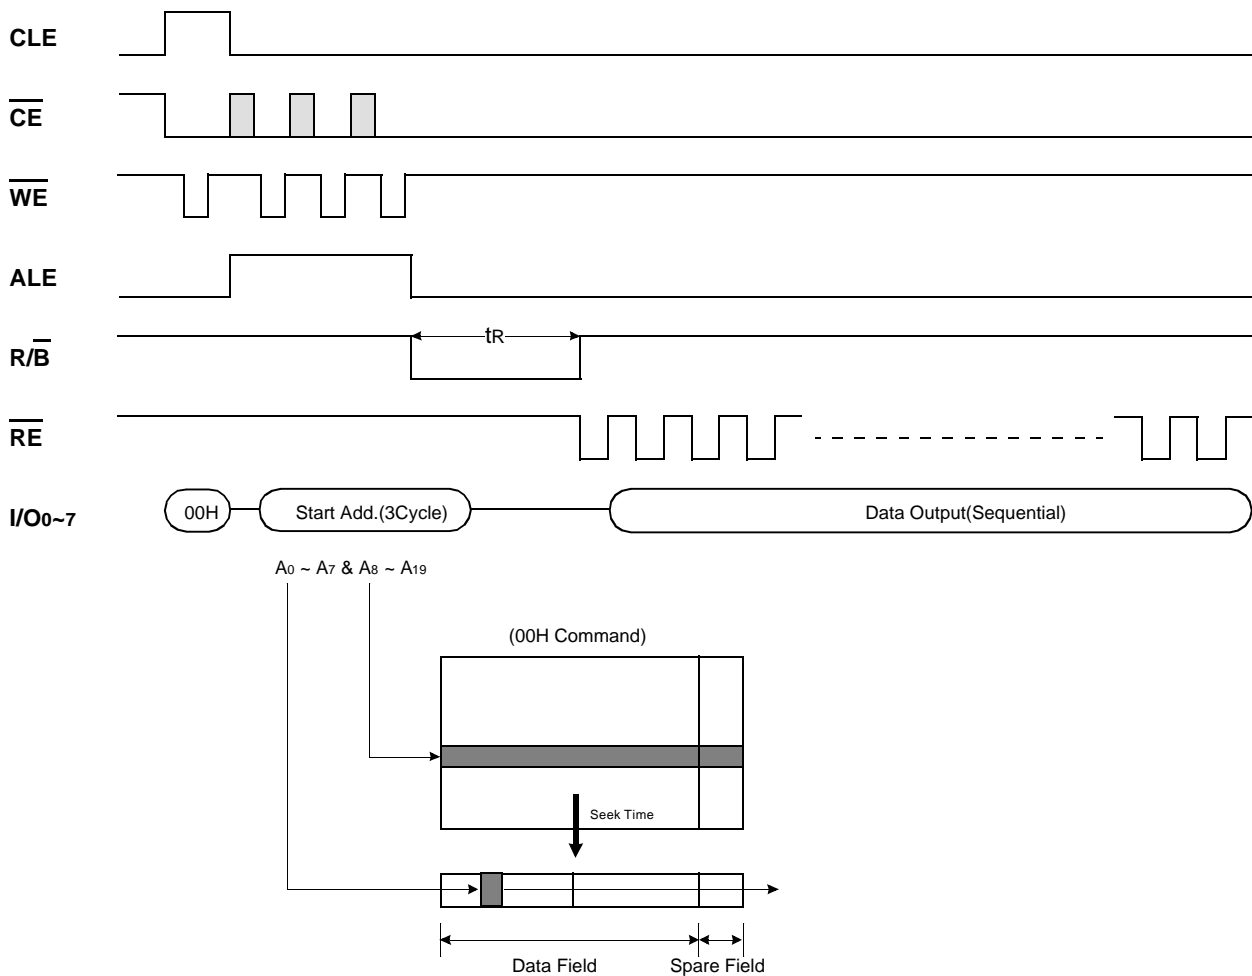 CLE
CE
WE
ALE
R/B
tR
RE
I/O0~7
00H
Start Add.(3Cycle)
Data Output(Sequential)
A0 ~ A7 & A8 ~ A19
(00H Command)
Seek Time
Data Field
Spare Field